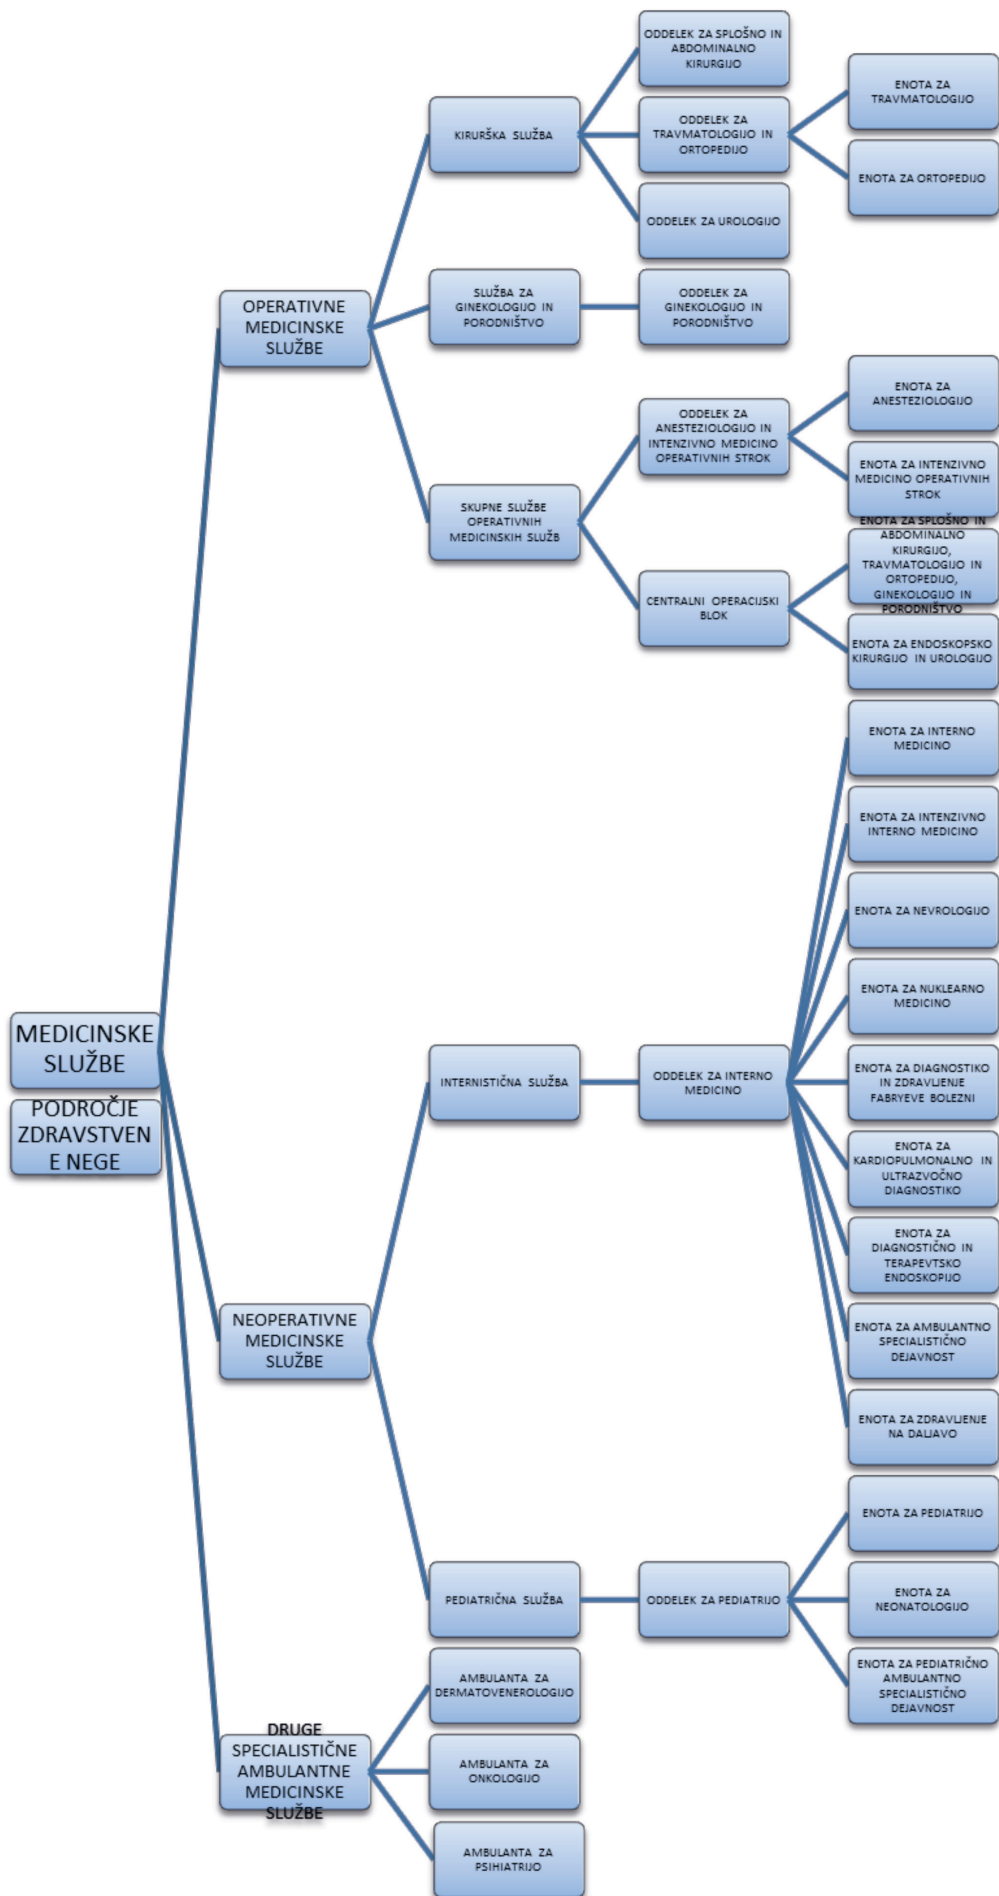 MEDICINSKE
SLUŽBE
PODROČJE
ZDRAVSTVEN
E NEGE
OPERATIVNE
MEDICINSKE
SLUŽBE
KIRURŠKA SLUŽBA
ODDELEK ZA SPLOŠNO IN
ABDOMINALNO
KIRURGIJO
ODDELEK ZA
TRAVMATOLOGIJO IN
ORTOPEDIJO
ENOTA ZA
TRAVMATOLOGIJO
ENOTA ZA ORTOPEDIJO
ODDELEK ZA UROLOGIJO
SLUŽBA ZA
GINEKOLOGIJO IN
PORODNIŠTVO
ODDELEK ZA
GINEKOLOGIJO IN
PORODNIŠTVO
SKUPNE SLUŽBE
OPERATIVNIH
MEDICINSKIH SLUŽB
ODDELEK ZA
ANESTEZIOLOGIJO IN
INTENZIVNO MEDICINO
OPERATIVNIH STROK
ENOTA ZA
ANESTEZIOLOGIJO
ENOTA ZA INTENZIVNO
MEDICINO OPERATIVNIH
STROK
CENTRALNI OPERACIJSKI
BLOK
ENOTA ZA SPLOŠNO IN
ABDOMINALNO
KIRURGIJO,
TRAVMATOLOGIJO IN
ORTOPEDIJO,
GINEKOLOGIJO IN
PORODNIŠTVO
ENOTA ZA ENDOSKOPSKO
KIRURGIJO IN UROLOGIJO
NEOPERATIVNE
MEDICINSKE
SLUŽBE
INTERNISTIČNA SLUŽBA
ODDELEK ZA INTERNO
MEDICINO
ENOTA ZA INTERNO
MEDICINO
ENOTA ZA INTENZIVNO
INTERNO MEDICINO
ENOTA ZA NEVROLOGIJO
ENOTA ZA NUKLEARNO
MEDICINO
ENOTA ZA DIAGNOSTIKO
IN ZDRAVLJENJE
FABRYEVE BOLEZNI
ENOTA ZA
KARDIOPULMONALNO IN
ULTRAZVOČNO
DIAGNOSTIKO
ENOTA ZA
DIAGNOSTIČNO IN
TERAPEVTSKO
ENDOSKOPIJO
ENOTA ZA AMBULANTNO
SPECIALISTIČNO
DEJAVNOST
ENOTA ZA ZDRAVLJENJE
NA DALJAVO
PEDIATRIČNA SLUŽBA
ODDELEK ZA PEDIATRIJO
ENOTA ZA PEDIATRIJO
ENOTA ZA
NEONATOLOGIJO
ENOTA ZA PEDIATRIČNO
AMBULANTNO
SPECIALISTIČNO
DEJAVNOST
DRUGE
SPECIALISTIČNE
AMBULANTNE
MEDICINSKE
SLUŽBE
AMBULANTA ZA
DERMATOVENEROLOGIJO
AMBULANTA ZA
ONKOLOGIJO
AMBULANTA ZA
PSIHIATRIJO